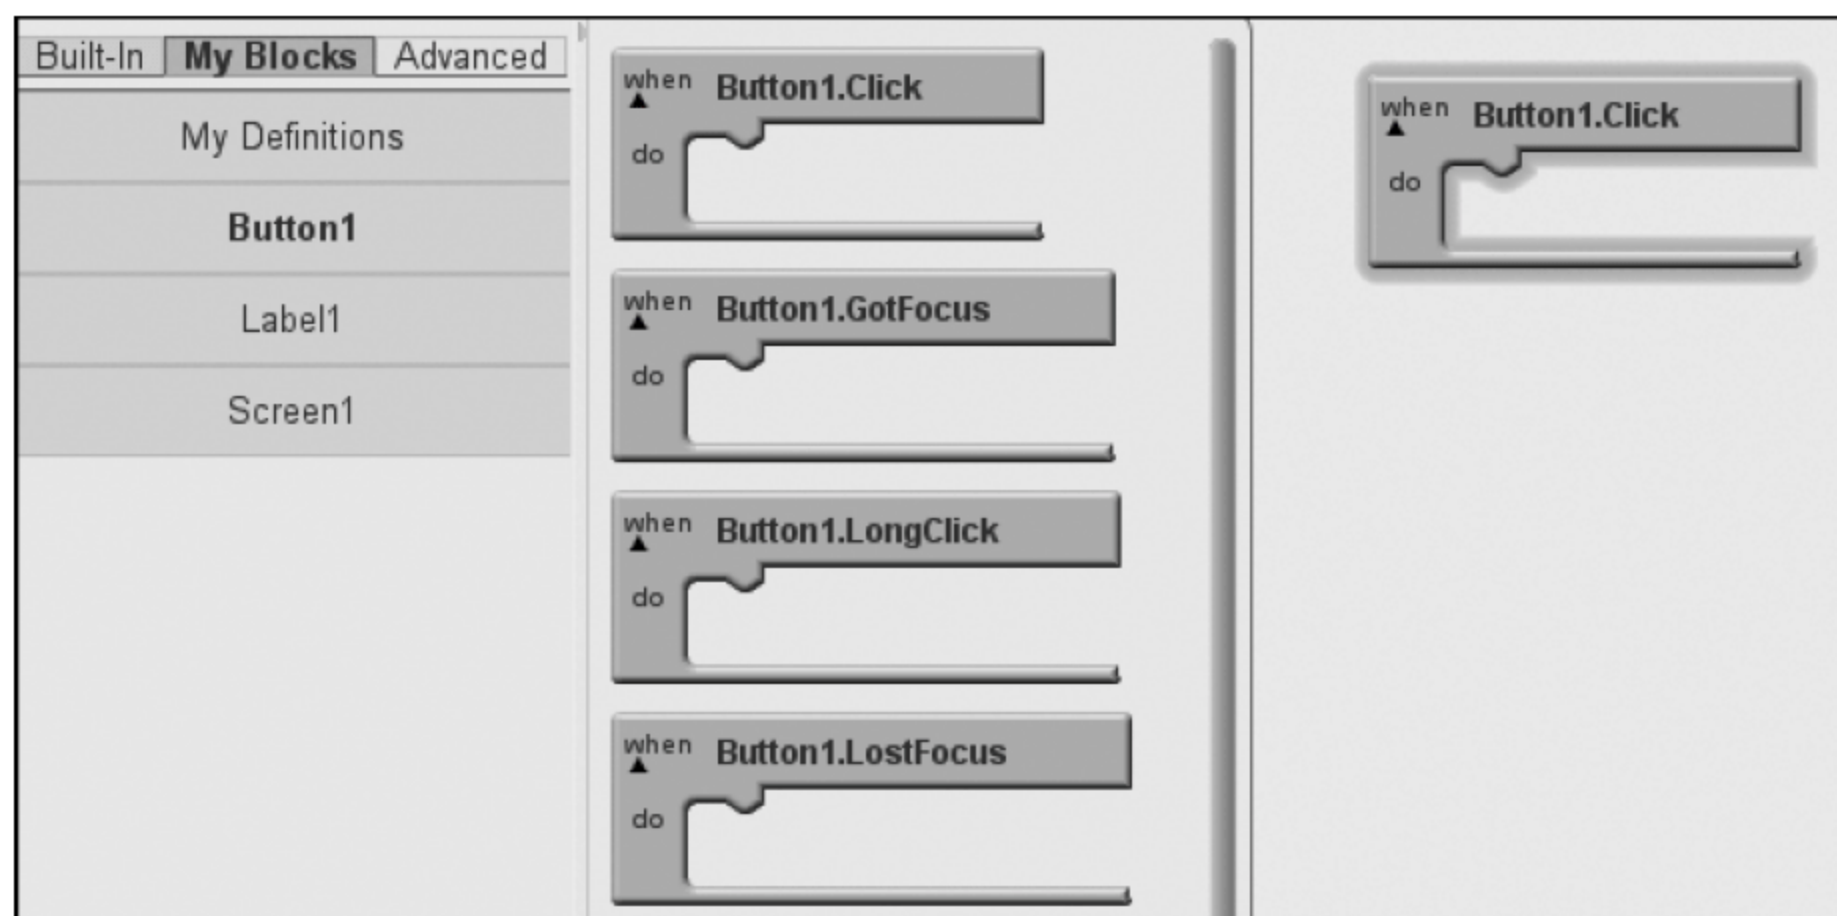 Built-In My Blocks Advanced
My Definitions
Button1
Label1
Screen1
when Button1.Click
do
when Button1.GotFocus
do
when Button1.LongClick
do
when Button1.LostFocus
do
when Button1.Click
do